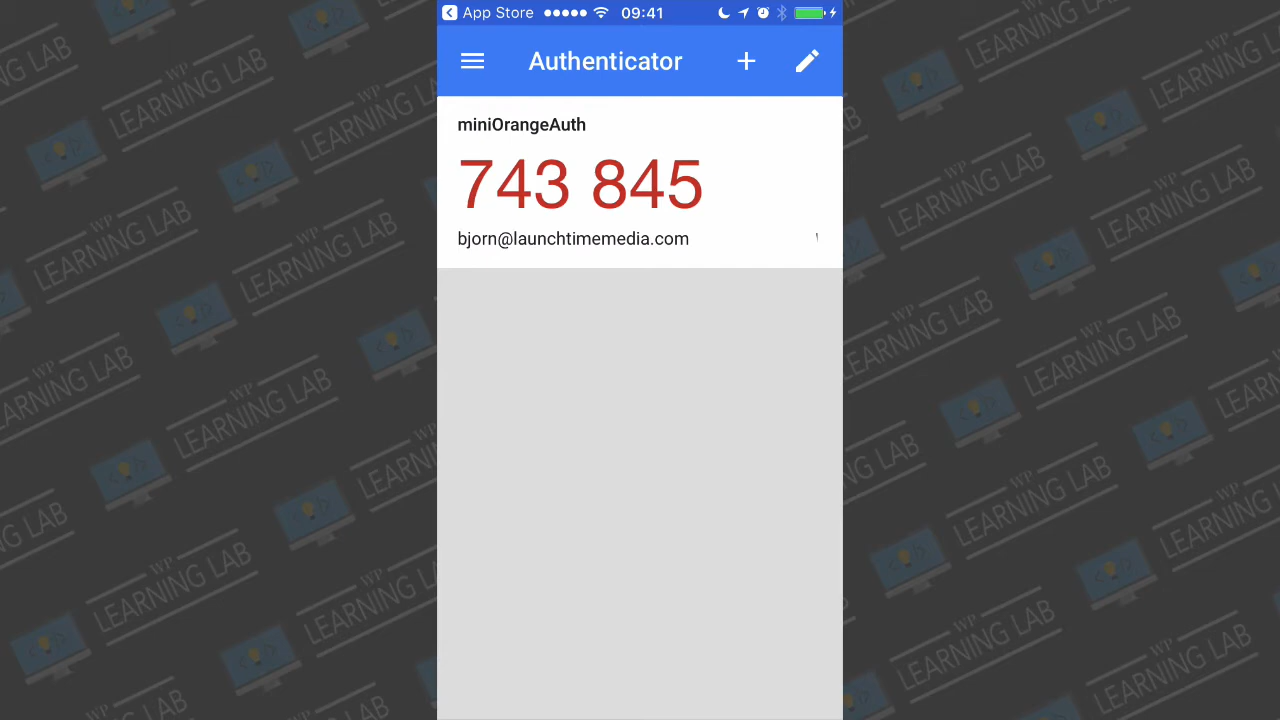 App Store 09:41
Authenticator
miniOrangeAuth
743 845
bjorn@launchtimemedia.com
WP
LEARNING LAB